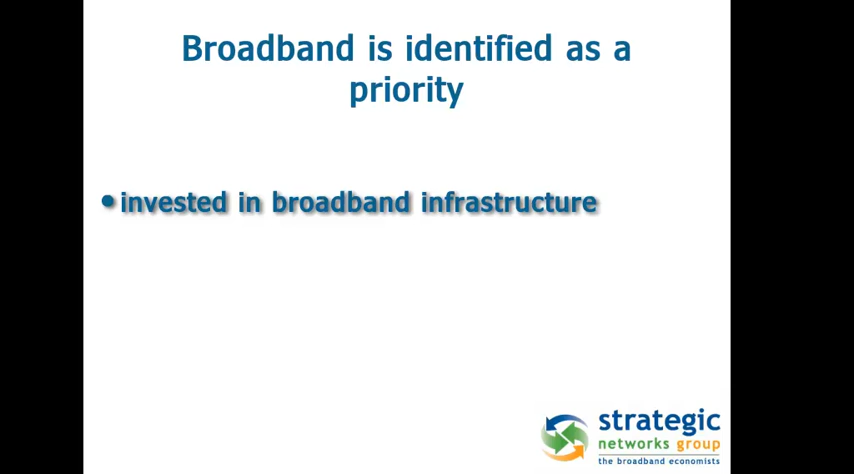 Broadband is identified as a
priority
•invested in broadband infrastructure
strategic
networks group
the broadband economists